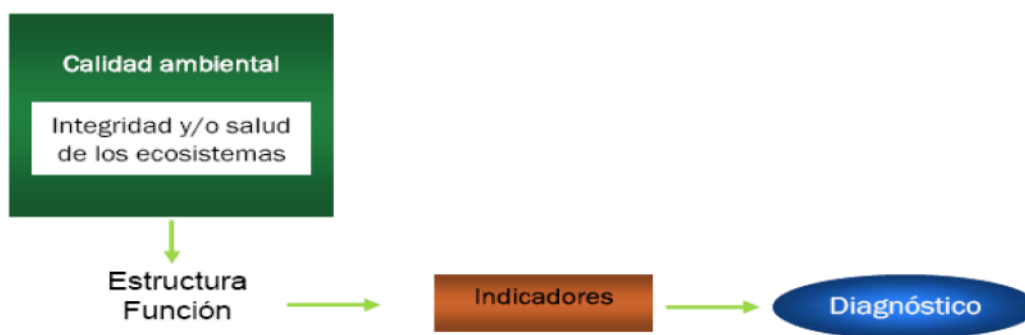 Calidad ambiental
Integridad y/o salud
de los ecosistemas
Estructura
Función
Indicadores
Diagnóstico